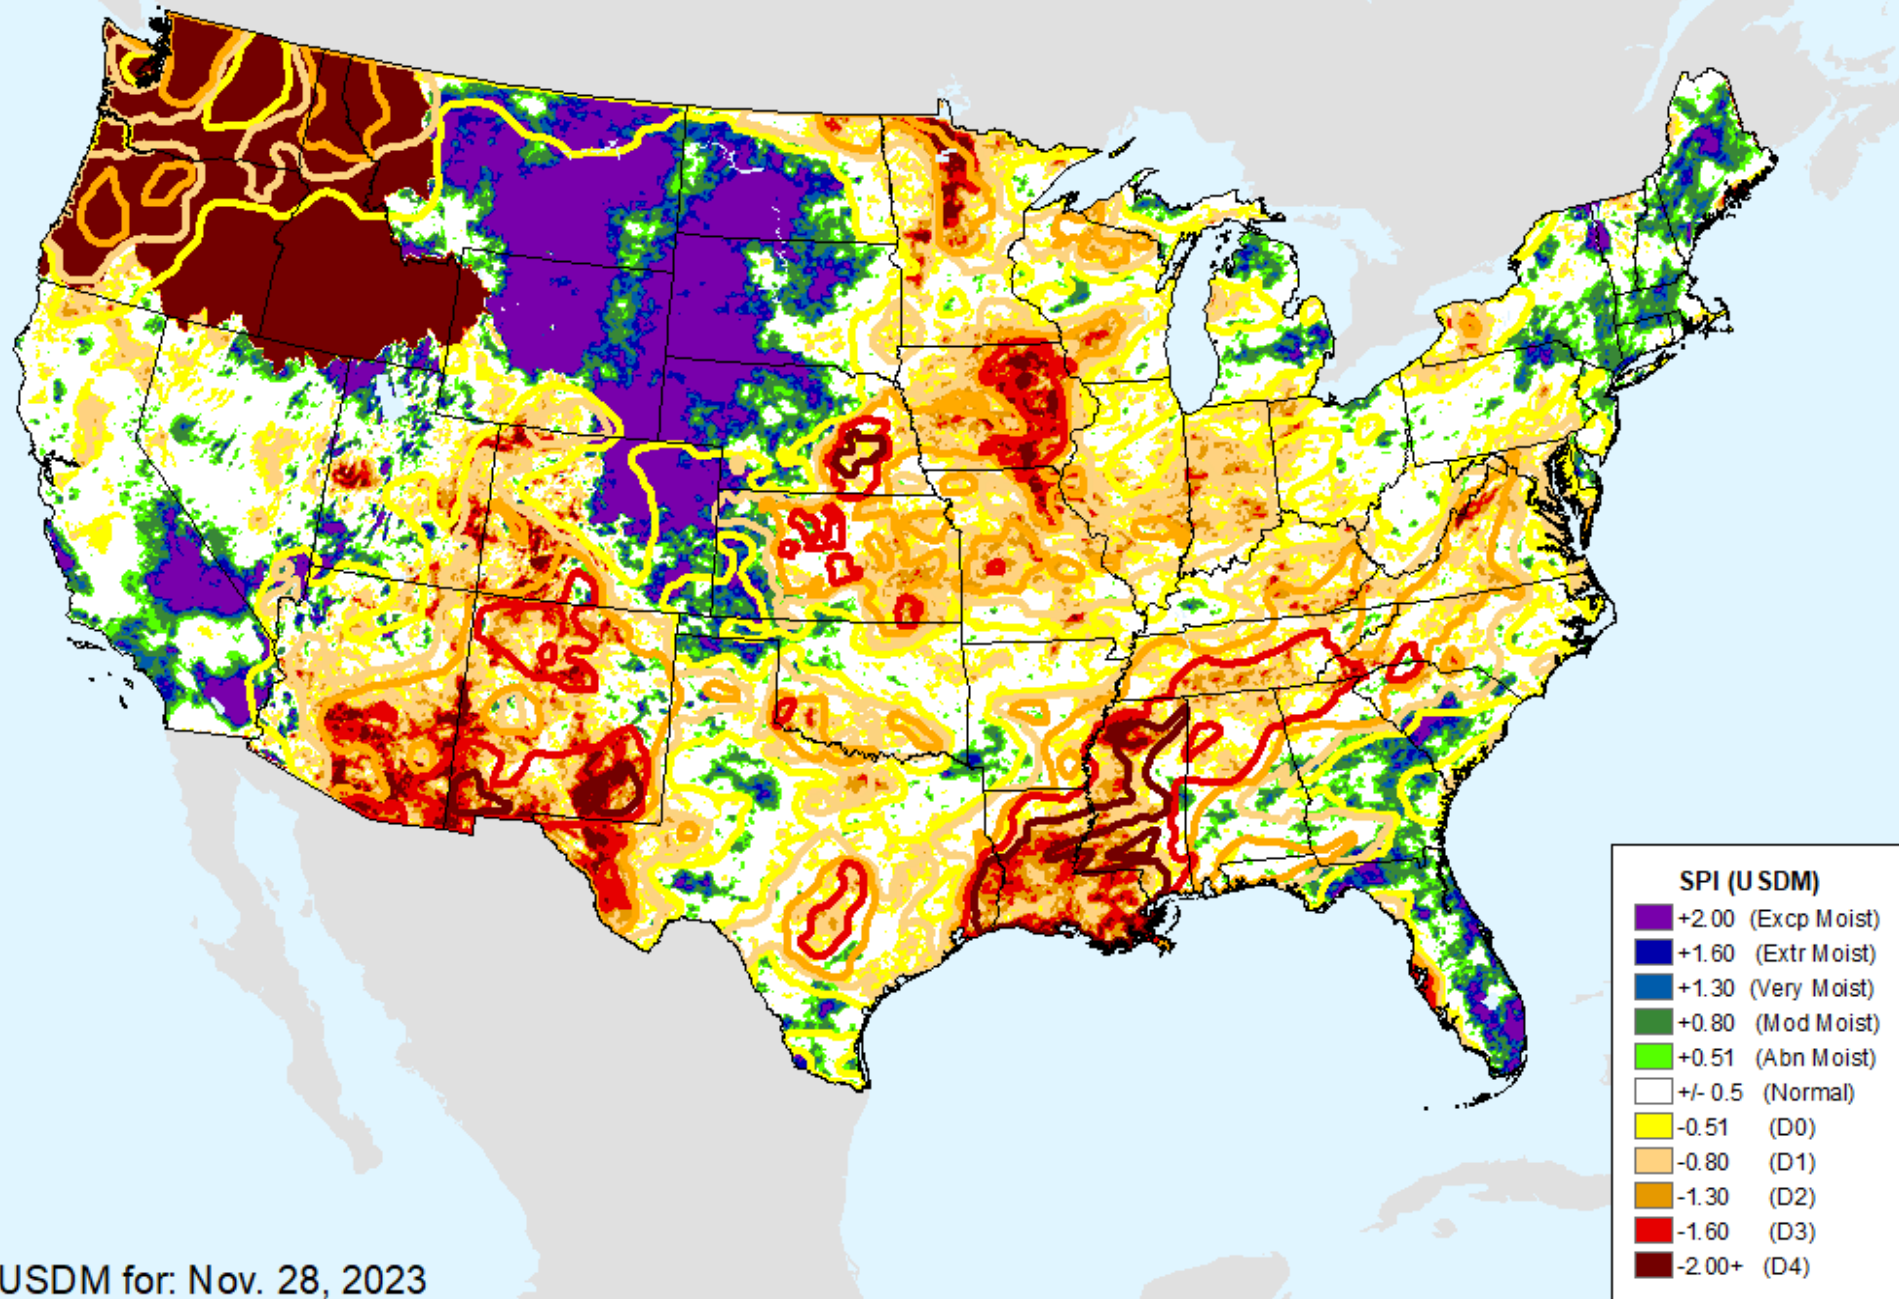 SPI (USDM)
+2.00 (Excp Moist)
+1.60 (Extr Moist)
+1.30 (Very Moist)
+0.80 (Mod Moist)
+0.51 (Abn Moist)
+/- 0.5 (Normal)
-0.51 (D0)
-0.80 (D1)
-1.30 (D2)
-1.60 (D3)
-2.00+ (D4)
USDM for: Nov. 28, 2023